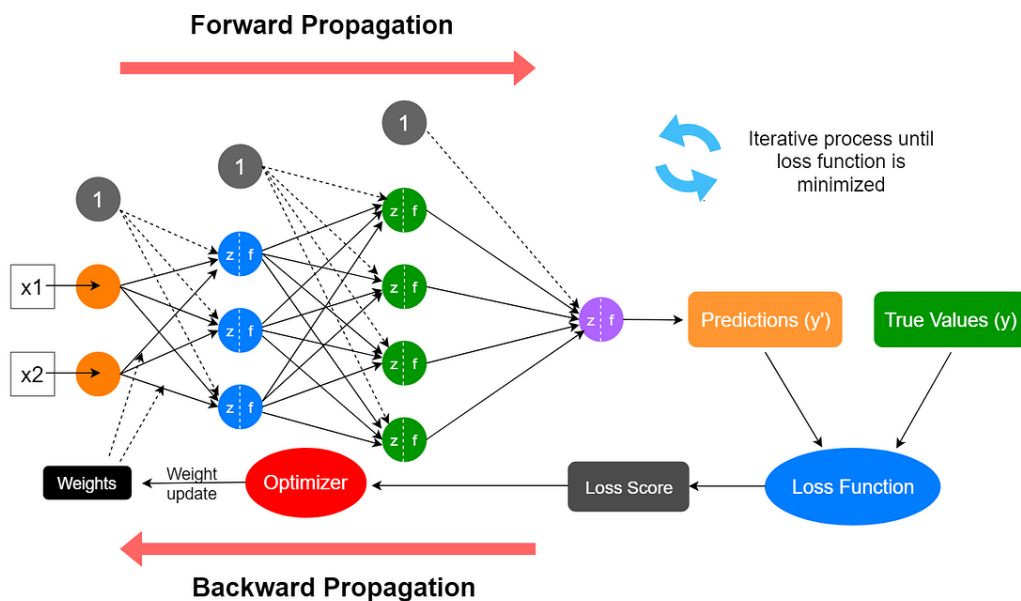 Forward Propagation
1
1
1
Iterative process until
loss function is
minimized
z f
z f
z f
z f
z f
z f
z f
z f
x1
x2
Predictions (y')
True Values (y)
Weights
Weight
update
Optimizer
Loss Score
Loss Function
Backward Propagation